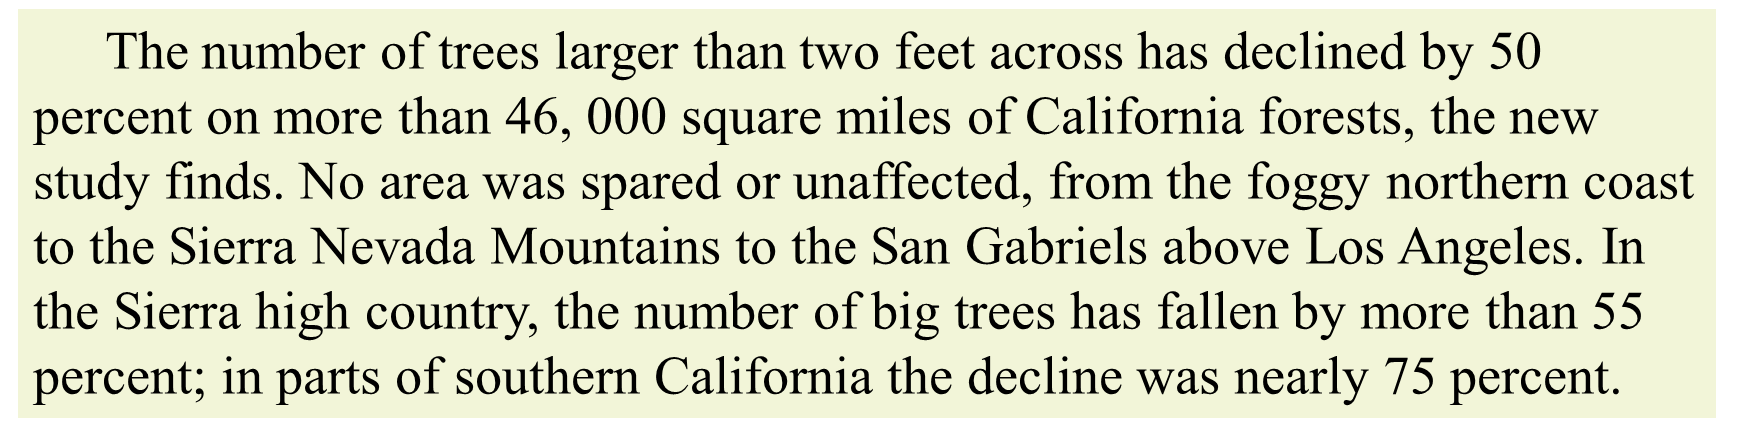 The number of trees larger than two feet across has declined by 50
percent on more than 46, 000 square miles of California forests, the new
study finds. No area was spared or unaffected, from the foggy northern coast
to the Sierra Nevada Mountains to the San Gabriels above Los Angeles. In
the Sierra high country, the number of big trees has fallen by more than 55
percent; in parts of southern California the decline was nearly 75 percent.